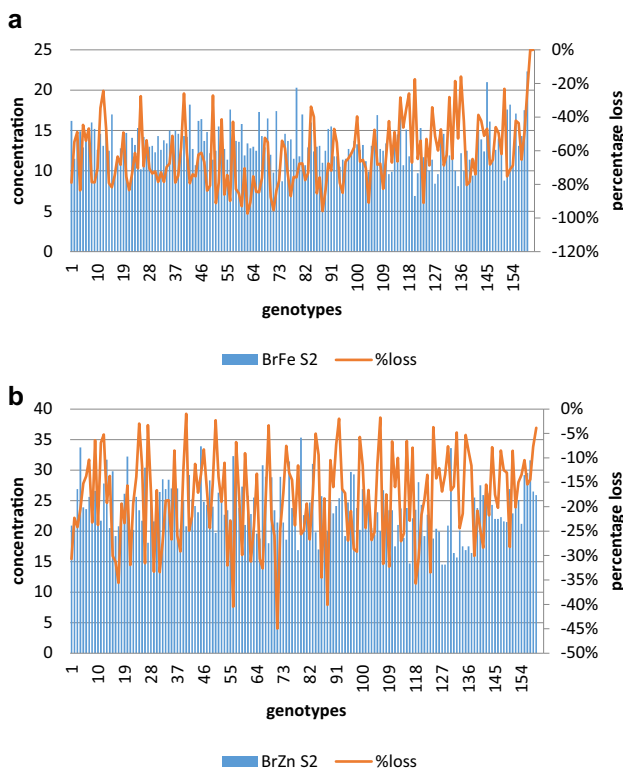 a
concentration
25
20
15
10
5
0
0%
-20%
-40%
-60%
-80%
-100%
-120%
percentage loss
1 10 19 28 37 46 55 64 73 82 91 100 109 118 127 136 145 154
genotypes
BrFe S2 %loss
b
concentration
40
35
30
25
20
15
10
5
0
0%
-5%
-10%
-15%
-20%
-25%
-30%
-35%
-40%
-45%
-50%
percentage loss
1 10 19 28 37 46 55 64 73 82 91 100 109 118 127 136 145 154
genotypes
BrZn S2 %loss